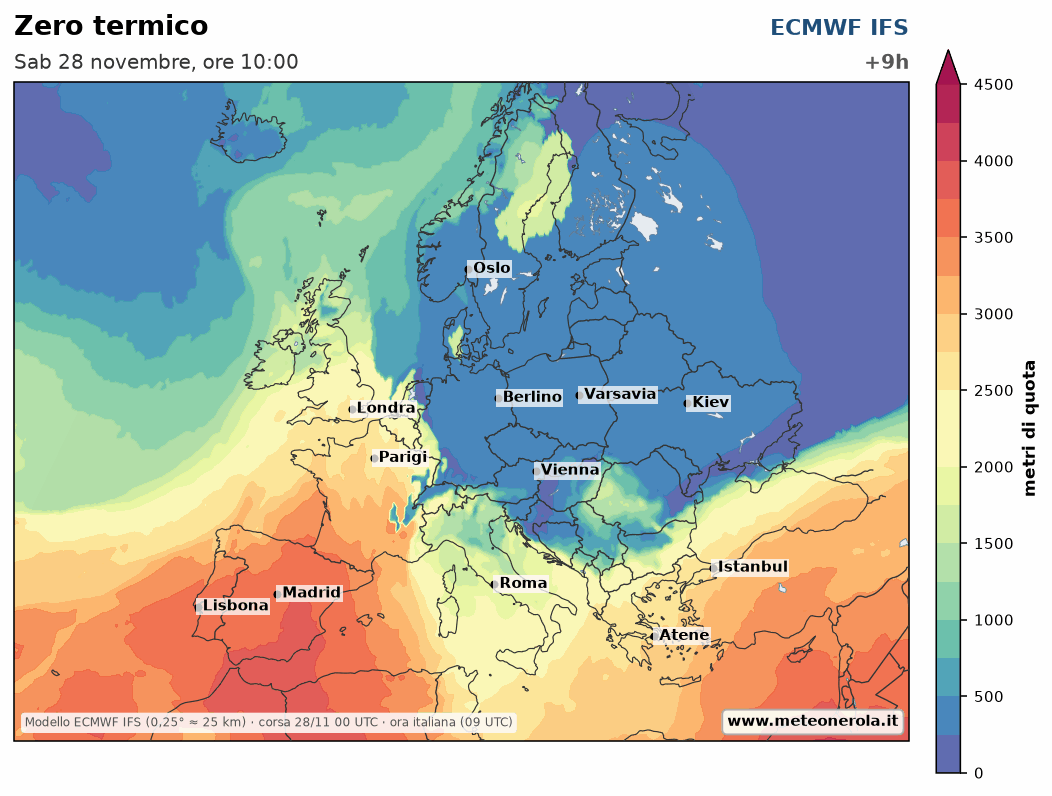 Zero termico
ECMWF IFS
Sab 28 novembre, ore 10:00
+9h
4500
4000
3500
3000
2500
2000
1500
1000
500
0
metri di quota
Oslo
Berlino
Varsavia
Kiev
Londra
Parigi
Vienna
Istanbul
Roma
Madrid
Lisbona
Atene
Modello ECMWF IFS (0,25° ≈ 25 km) · corsa 28/11 00 UTC · ora italiana (09 UTC)
www.meteonerola.it